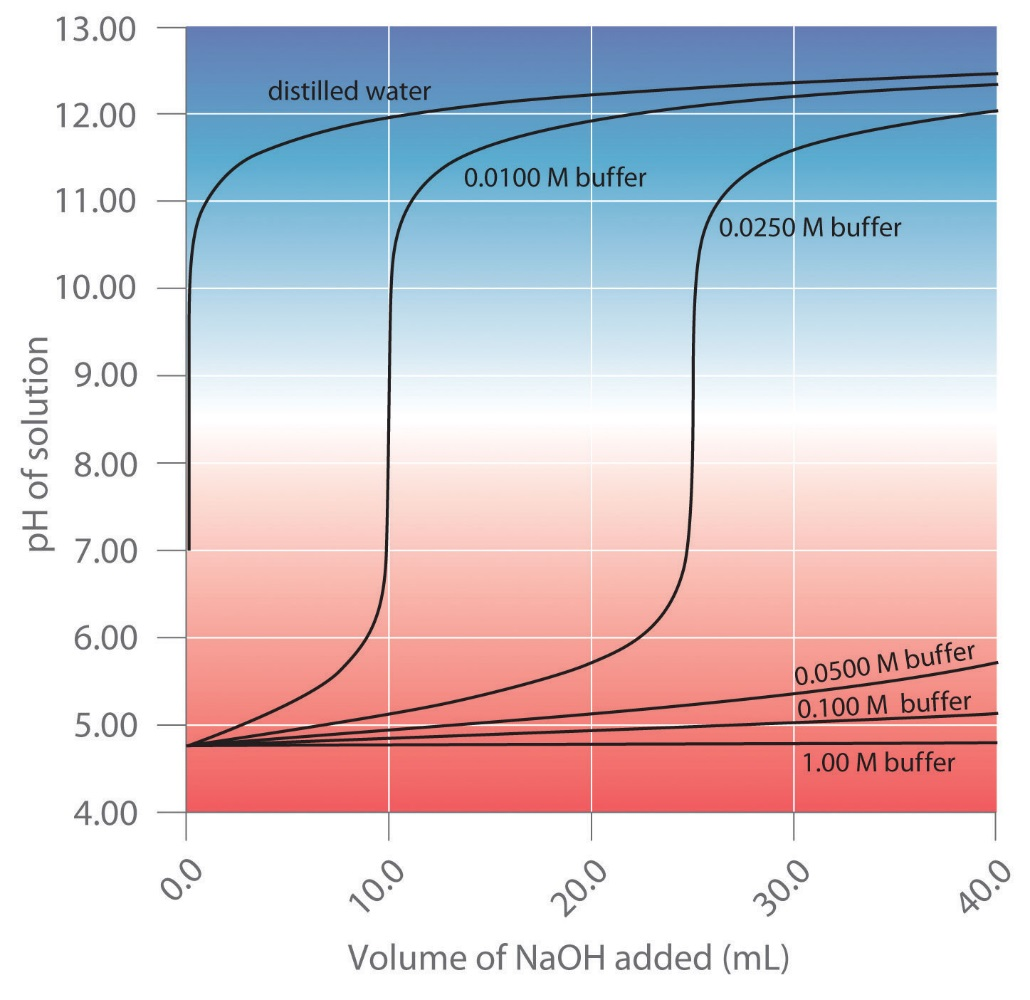 13.00
distilled water
12.00
0.0100 M buffer
11.00
0.0250 M buffer
10.00
9.00
8.00
7.00
6.00
0.0500 M buffer
0.100 M buffer
5.00
1.00 M buffer
4.00
pH of solution
0.0
10.0
20.0
30.0
40.0
Volume of NaOH added (mL)